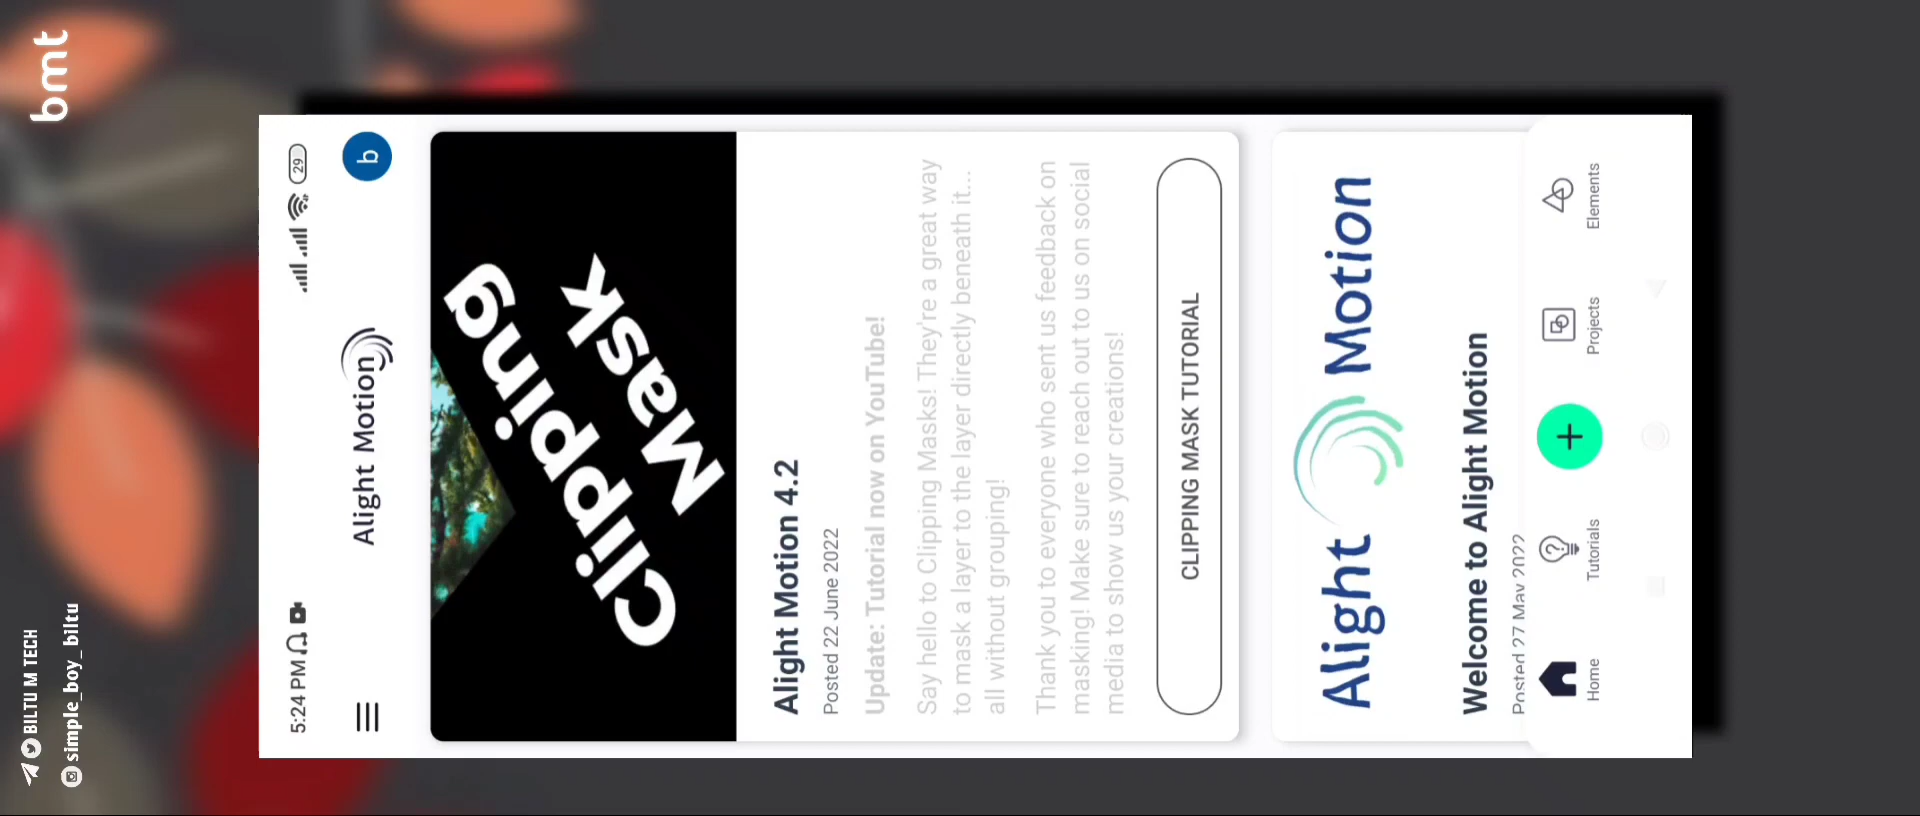 bmt
BILTU M TECH
simple_boy_biltu
5:24 PM
29
Alight Motion
b
Clipping
Mask
Alight Motion 4.2
Posted 22 June 2022
Update: Tutorial now on YouTube!
Say hello to Clipping Masks! They're a great way
to mask a layer to the layer directly beneath it...
all without grouping!
Thank you to everyone who sent us feedback on
masking! Make sure to reach out to us on social
media to show us your creations!
CLIPPING MASK TUTORIAL
Alight Motion
Welcome to Alight Motion
Posted 27 May 2022
Home
Tutorials
Projects
Elements